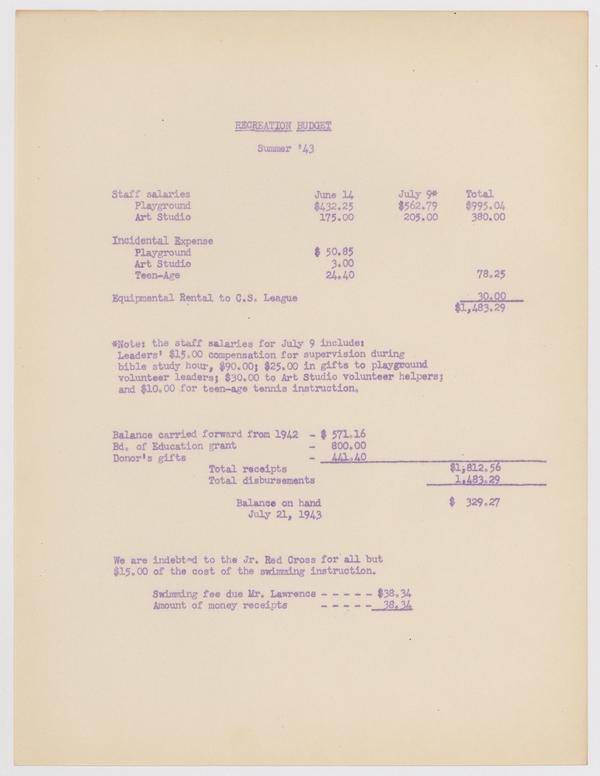 RECREATION BUDGET
Summer '43
Staff salaries June 14 July 9* Total
Playground $432.25 $562.79 $995.04
Art Studio 175.00 205.00 380.00
Incidental Expense
Playground $ 50.85
Art Studio 3.00
Teen-Age 24.40 78.25
Equipmental Rental to C.S. League 30.00
$1,483.29
*Note: the staff salaries for July 9 include:
Leaders' $15.00 compensation for supervision during
bible study hour, $90.00; $25.00 in gifts to playground
volunteer leaders; $30.00 to Art Studio volunteer helpers;
and $10.00 for teen-age tennis instruction.
Balance carried forward from 1942 - $ 571.16
Bd. of Education grant - 800.00
Donor's gifts - 441.40
Total receipts $1,812.56
Total disbursements 1,483.29
Balance on hand $ 329.27
July 21, 1943
We are indebted to the Jr. Red Cross for all but
$15.00 of the cost of the swimming instruction.
Swimming fee due Mr. Lawrence - - - - - $38.34
Amount of money receipts - - - - - 38.34